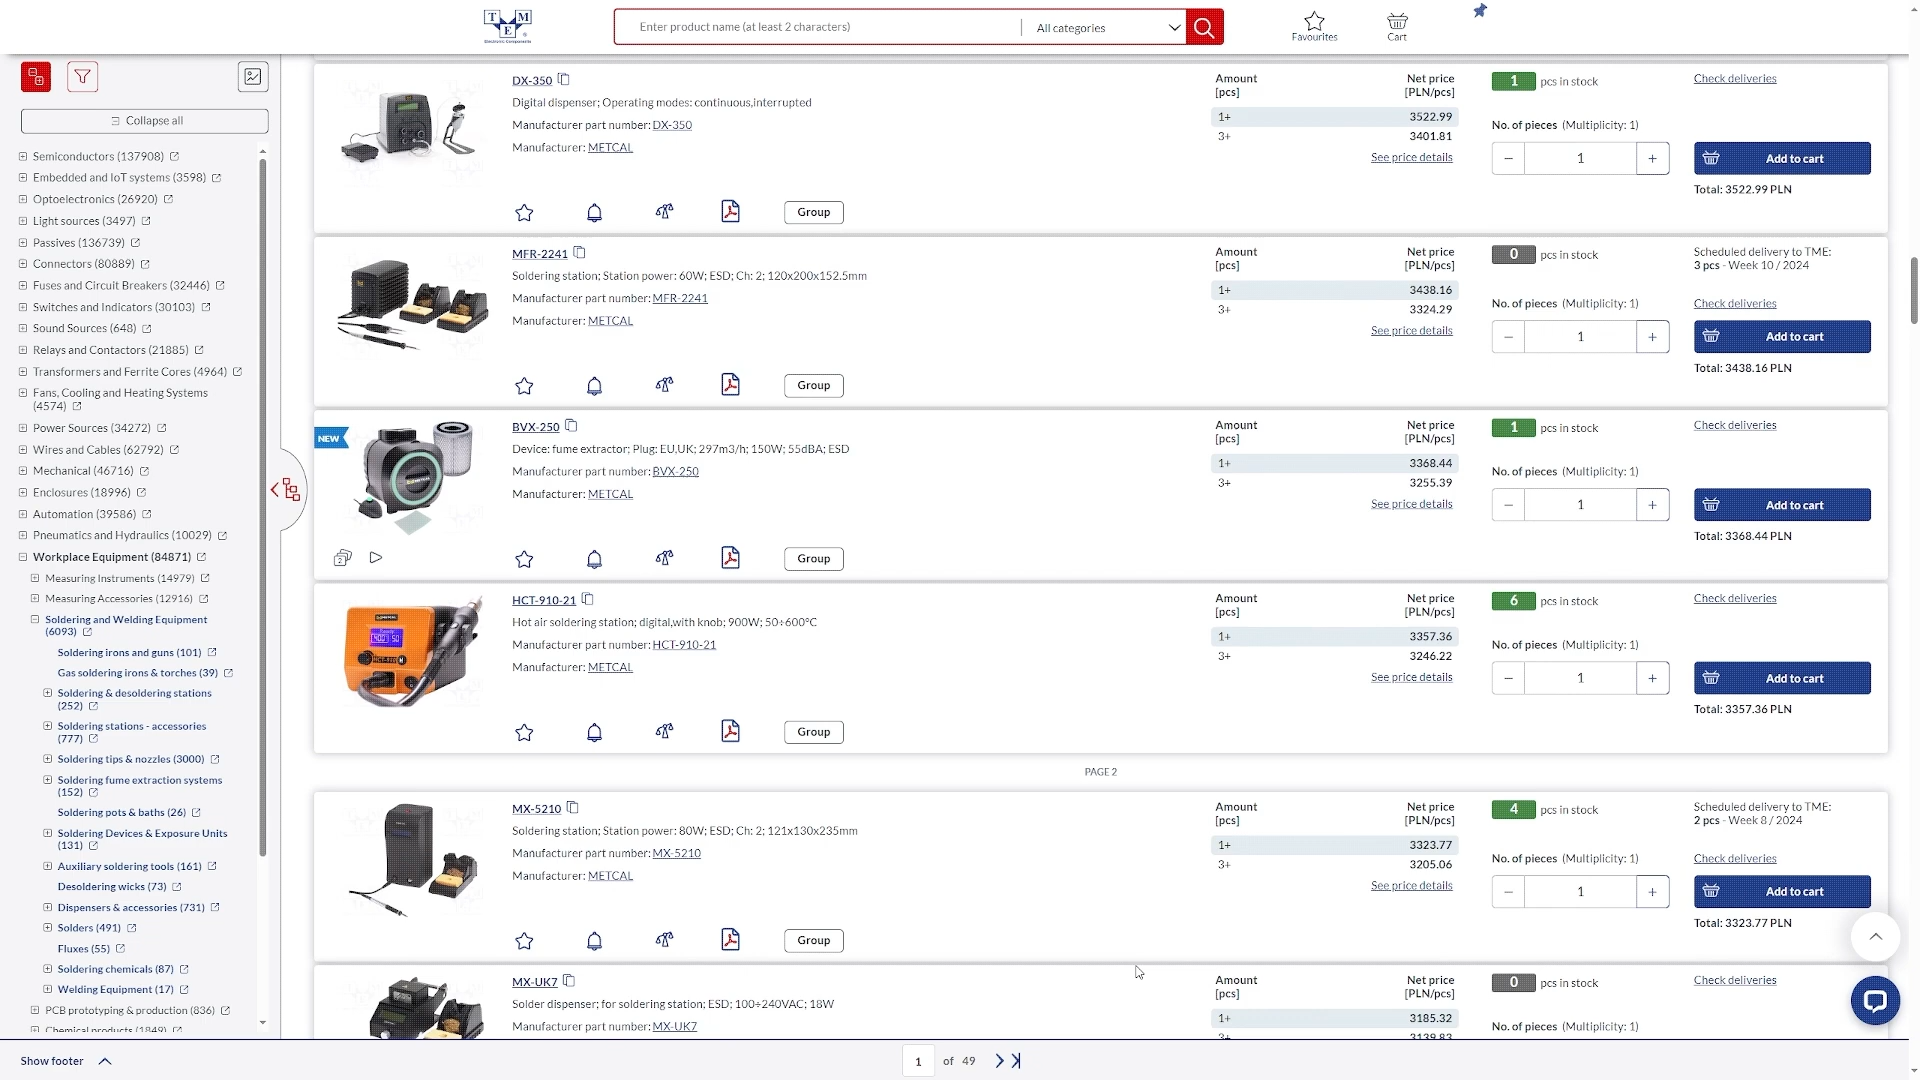 T M E
Electronic Components
Enter product name (at least 2 characters)
All categories
Favourites
Cart
Collapse all
Semiconductors (137908)
Embedded and IoT systems (3598)
Optoelectronics (26920)
Light sources (3497)
Passives (136739)
Connectors (80889)
Fuses and Circuit Breakers (32446)
Switches and Indicators (30103)
Sound Sources (648)
Relays and Contactors (21885)
Transformers and Ferrite Cores (4964)
Fans, Cooling and Heating Systems
(4574)
Power Sources (34272)
Wires and Cables (62792)
Mechanical (46716)
Enclosures (18996)
Automation (39586)
Pneumatics and Hydraulics (10029)
Workplace Equipment (84871)
Measuring Instruments (14979)
Measuring Accessories (12916)
Soldering and Welding Equipment
(6093)
Soldering irons and guns (101)
Gas soldering irons & torches (39)
Soldering & desoldering stations
(252)
Soldering stations - accessories
(777)
Soldering tips & nozzles (3000)
Soldering fume extraction systems
(152)
Soldering pots & baths (26)
Soldering Devices & Exposure Units
(131)
Auxiliary soldering tools (161)
Desoldering wicks (73)
Dispensers & accessories (731)
Solders (491)
Fluxes (55)
Soldering chemicals (87)
Welding Equipment (17)
PCB prototyping & production (836)
Chemical products (1849)
DX-350
Digital dispenser; Operating modes: continuous,interrupted
Manufacturer part number: DX-350
Manufacturer: METCAL
Group
Amount
[pcs]
Net price
[PLN/pcs]
1+ 3522.99
3+ 3401.81
See price details
1 pcs in stock
No. of pieces (Multiplicity: 1)
− 1 +
Check deliveries
Add to cart
Total: 3522.99 PLN
MFR-2241
Soldering station; Station power: 60W; ESD; Ch: 2; 120x200x152.5mm
Manufacturer part number: MFR-2241
Manufacturer: METCAL
Group
Amount
[pcs]
Net price
[PLN/pcs]
1+ 3438.16
3+ 3324.29
See price details
0 pcs in stock
No. of pieces (Multiplicity: 1)
− 1 +
Scheduled delivery to TME:
3 pcs - Week 10 / 2024
Check deliveries
Add to cart
Total: 3438.16 PLN
NEW
BVX-250
Device: fume extractor; Plug: EU,UK; 297m3/h; 150W; 55dBA; ESD
Manufacturer part number: BVX-250
Manufacturer: METCAL
2
Group
Amount
[pcs]
Net price
[PLN/pcs]
1+ 3368.44
3+ 3255.39
See price details
1 pcs in stock
No. of pieces (Multiplicity: 1)
− 1 +
Check deliveries
Add to cart
Total: 3368.44 PLN
HCT-910-21
Hot air soldering station; digital,with knob; 900W; 50÷600°C
Manufacturer part number: HCT-910-21
Manufacturer: METCAL
Group
Amount
[pcs]
Net price
[PLN/pcs]
1+ 3357.36
3+ 3246.22
See price details
6 pcs in stock
No. of pieces (Multiplicity: 1)
− 1 +
Check deliveries
Add to cart
Total: 3357.36 PLN
PAGE 2
MX-5210
Soldering station; Station power: 80W; ESD; Ch: 2; 121x130x235mm
Manufacturer part number: MX-5210
Manufacturer: METCAL
Group
Amount
[pcs]
Net price
[PLN/pcs]
1+ 3323.77
3+ 3205.06
See price details
4 pcs in stock
No. of pieces (Multiplicity: 1)
− 1 +
Scheduled delivery to TME:
2 pcs - Week 8 / 2024
Check deliveries
Add to cart
Total: 3323.77 PLN
MX-UK7
Solder dispenser; for soldering station; ESD; 100÷240VAC; 18W
Manufacturer part number: MX-UK7
Amount
[pcs]
Net price
[PLN/pcs]
1+ 3185.32
3+ 3139.83
0 pcs in stock
No. of pieces (Multiplicity: 1)
Check deliveries
Show footer
1 of 49